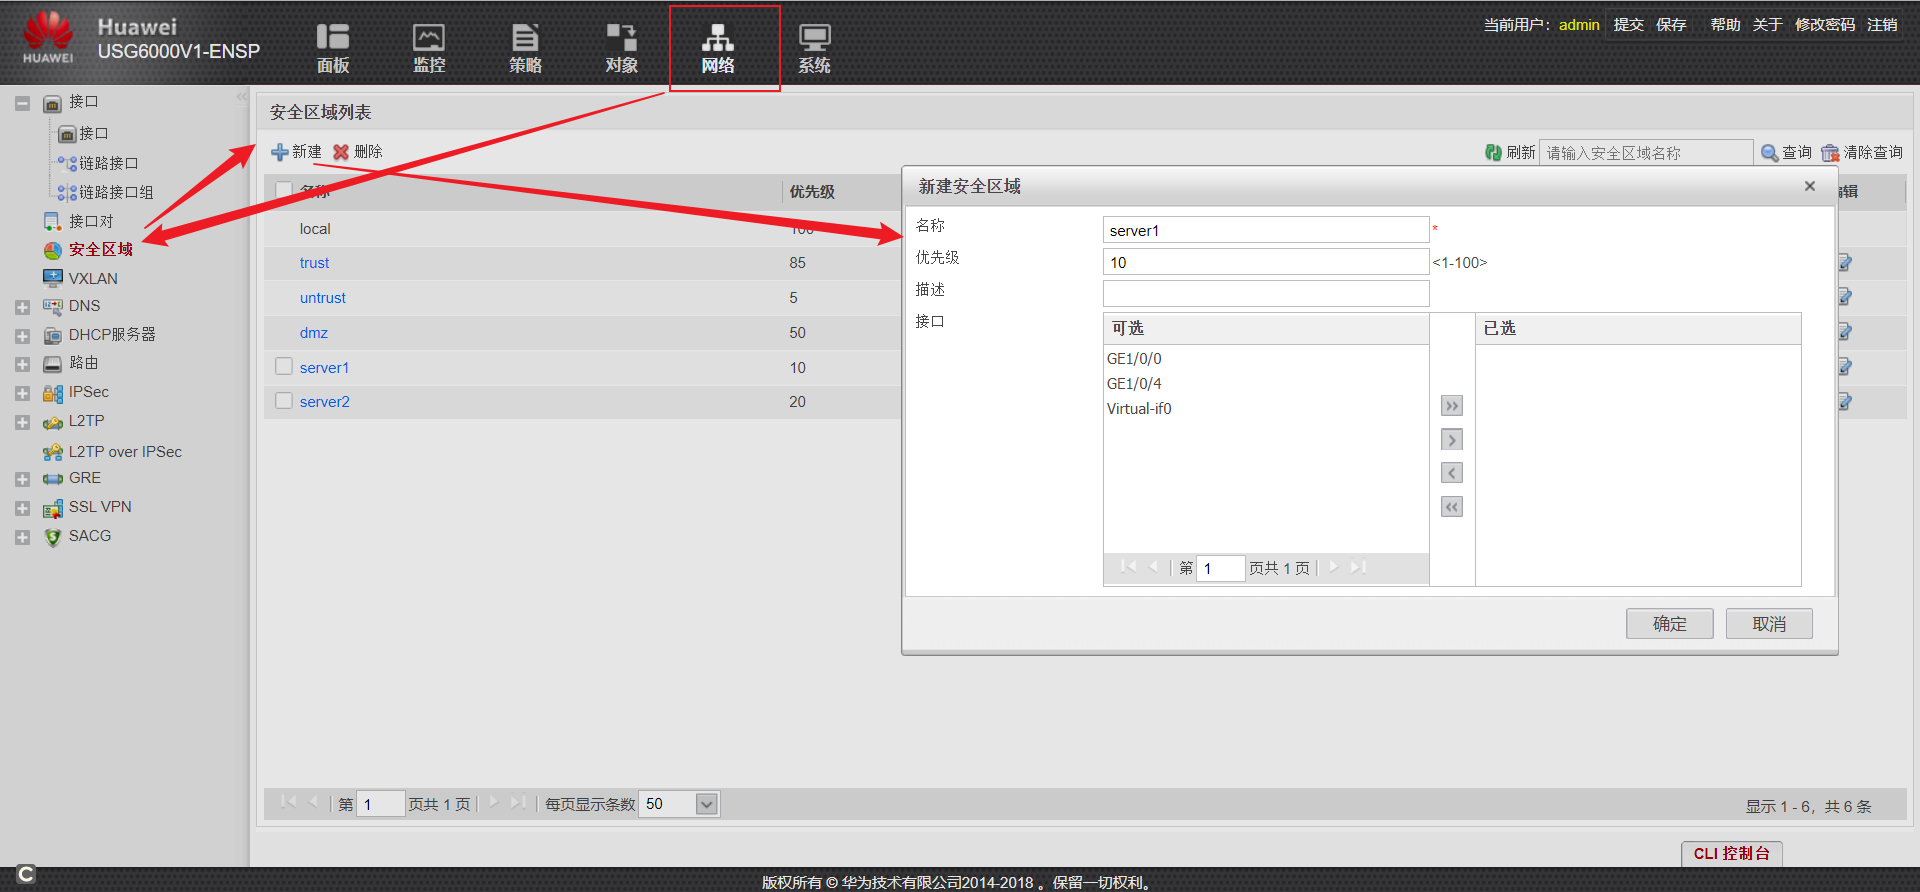 Huawei
USG6000V1-ENSP
HUAWEI
面板
监控
策略
对象
网络
系统
当前用户： admin 提交 保存 帮助 关于 修改密码 注销
接口
接口
链路接口
链路接口组
接口对
安全区域
VXLAN
DNS
DHCP服务器
路由
IPSec
L2TP
L2TP over IPSec
GRE
SSL VPN
SACG
安全区域列表
新建 删除
刷新 请输入安全区域名称 查询 清除查询
名称 优先级 编辑
local 100
trust 85
untrust 5
dmz 50
server1 10
server2 20
新建安全区域
名称 server1 *
优先级 10 <1-100>
描述
接口
可选 已选
GE1/0/0
GE1/0/4
Virtual-if0
第 1 页共 1 页
确定 取消
第 1 页共 1 页 每页显示条数 50
显示 1 - 6，共 6 条
CLI 控制台
版权所有 © 华为技术有限公司2014-2018 。保留一切权利。